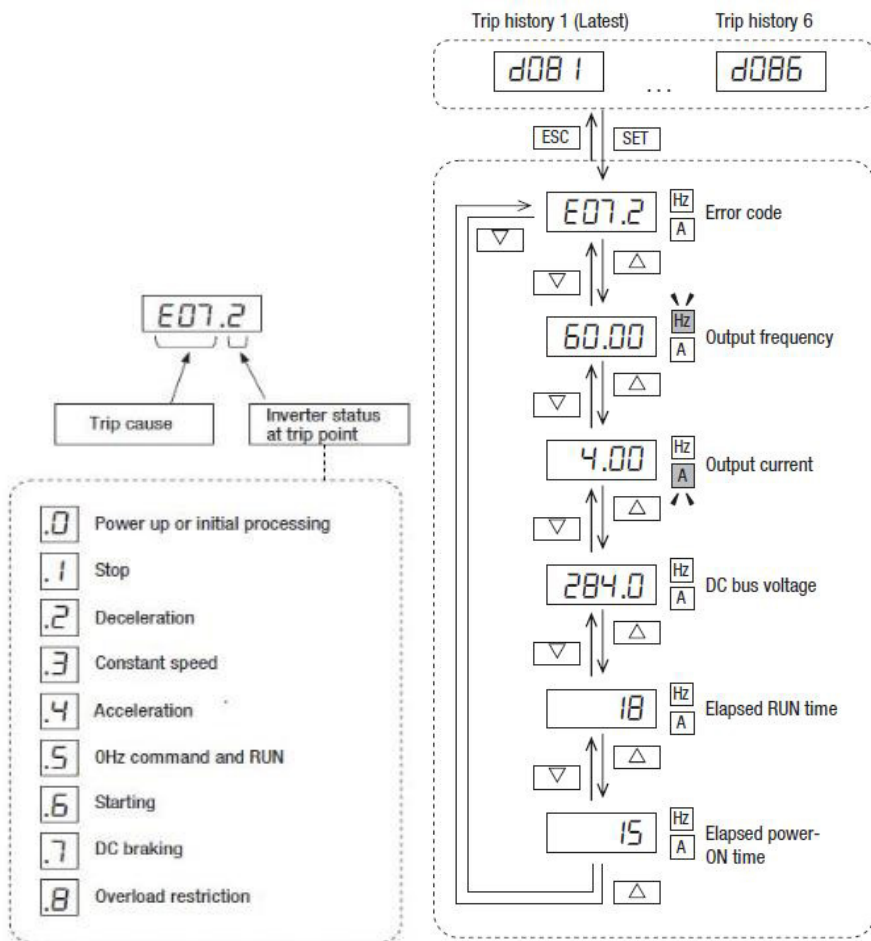 Trip history 1 (Latest)
Trip history 6
d081
...
d086
ESC
SET
E07.2
Hz
A
Error code
60.00
Hz
A
Output frequency
4.00
Hz
A
Output current
284.0
Hz
A
DC bus voltage
18
Hz
A
Elapsed RUN time
15
Hz
A
Elapsed power-
ON time
E07.2
Trip cause
Inverter status
at trip point
.0 Power up or initial processing
.1 Stop
.2 Deceleration
.3 Constant speed
.4 Acceleration
.5 0Hz command and RUN
.6 Starting
.7 DC braking
.8 Overload restriction